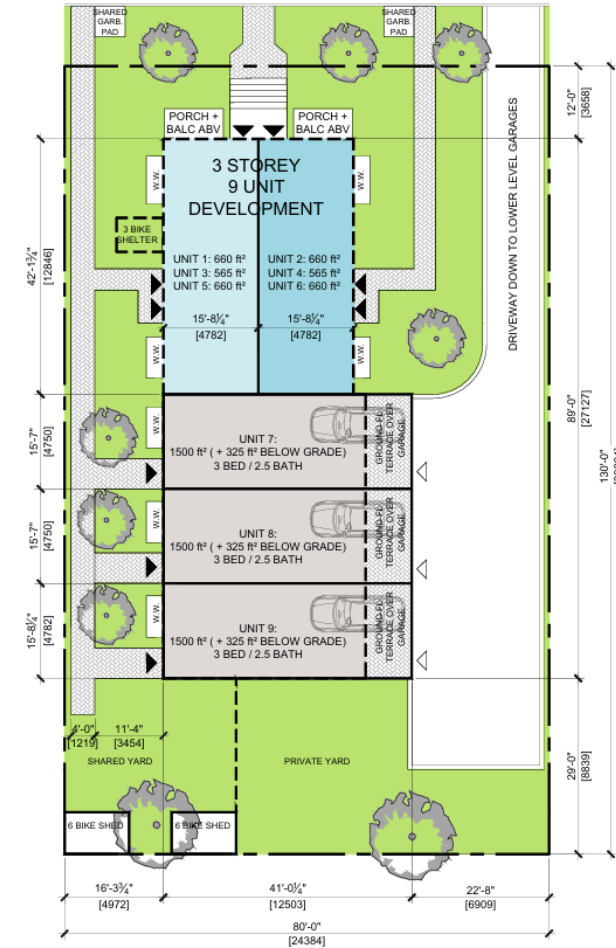 SHARED
GARB.
PAD
SHARED
GARB.
PAD
12'-0"
[3658]
PORCH +
BALC ABV
PORCH +
BALC ABV
3 STOREY
9 UNIT
DEVELOPMENT
W.W.
W.W.
3 BIKE
SHELTER
DRIVEWAY DOWN TO LOWER LEVEL GARAGES
42'-1¾"
[12846]
UNIT 1: 660 ft²
UNIT 3: 565 ft²
UNIT 5: 660 ft²
UNIT 2: 660 ft²
UNIT 4: 565 ft²
UNIT 6: 660 ft²
15'-8¼"
[4782]
15'-8¼"
[4782]
W.W.
W.W.
89'-0"
[27127]
130'-0"
15'-7"
[4750]
W.W.
UNIT 7:
1500 ft² ( + 325 ft² BELOW GRADE)
3 BED / 2.5 BATH
GROUND FL.
TERRACE OVER
GARAGE
15'-7"
[4750]
W.W.
UNIT 8:
1500 ft² ( + 325 ft² BELOW GRADE)
3 BED / 2.5 BATH
GROUND FL.
TERRACE OVER
GARAGE
15'-8¼"
[4782]
W.W.
UNIT 9:
1500 ft² ( + 325 ft² BELOW GRADE)
3 BED / 2.5 BATH
GROUND FL.
TERRACE OVER
GARAGE
4'-0"
[1219]
11'-4"
[3454]
SHARED YARD
PRIVATE YARD
29'-0"
[8839]
6 BIKE SHED
6 BIKE SHED
16'-3¾"
[4972]
41'-0¼"
[12503]
22'-8"
[6909]
80'-0"
[24384]